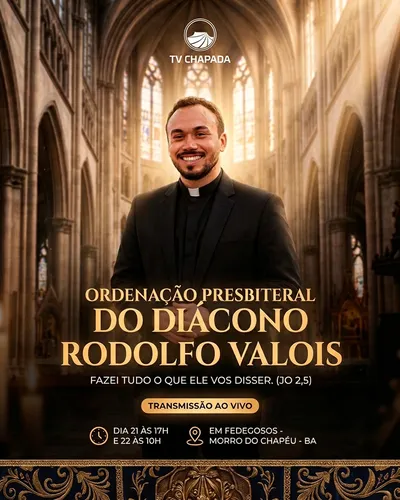 TV CHAPADA
ORDENAÇÃO PRESBITERAL
DO DIÁCONO
RODOLFO VALOIS
FAZEI TUDO O QUE ELE VOS DISSER. (JO 2,5)
TRANSMISSÃO AO VIVO
DIA 21 ÀS 17H
E 22 ÀS 10H
EM FEDEGOSOS -
MORRO DO CHAPÉU - BA